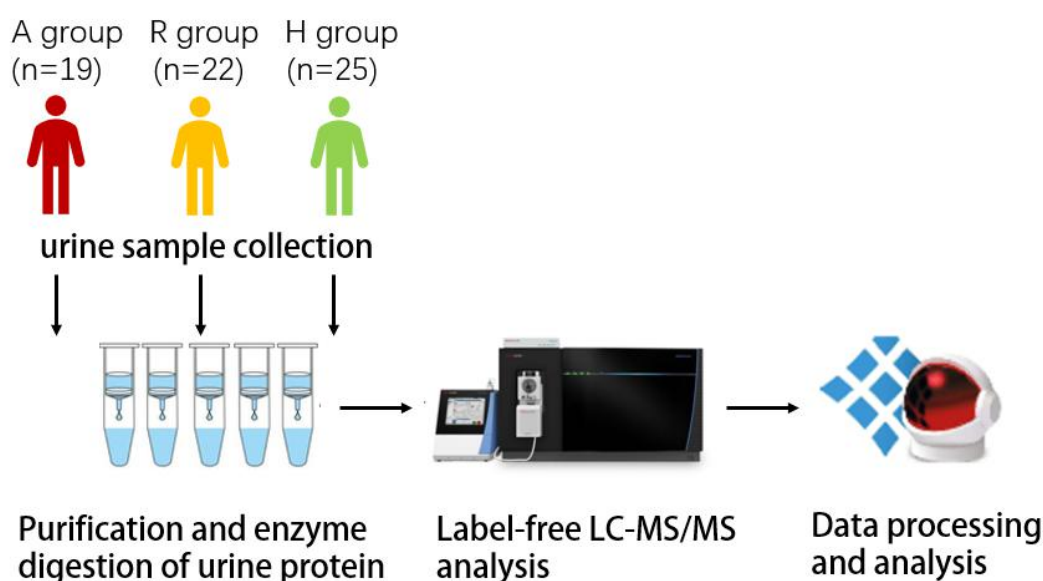 A group R group H group
(n=19) (n=22) (n=25)
urine sample collection
Purification and enzyme
digestion of urine protein
Label-free LC-MS/MS
analysis
Data processing
and analysis